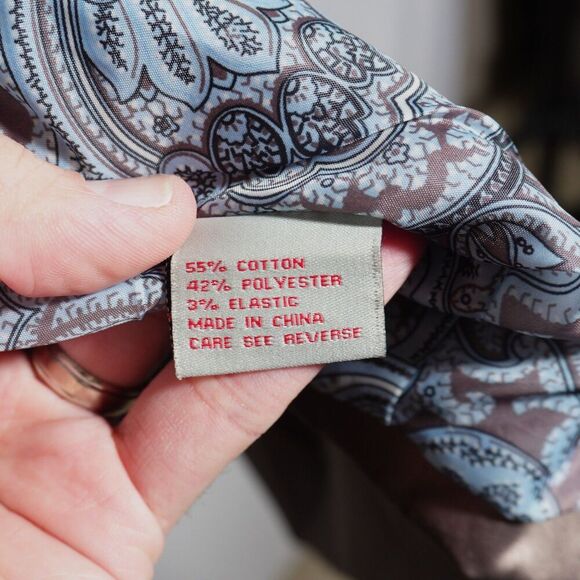 55% COTTON
42% POLYESTER
3% ELASTIC
MADE IN CHINA
CARE SEE REVERSE